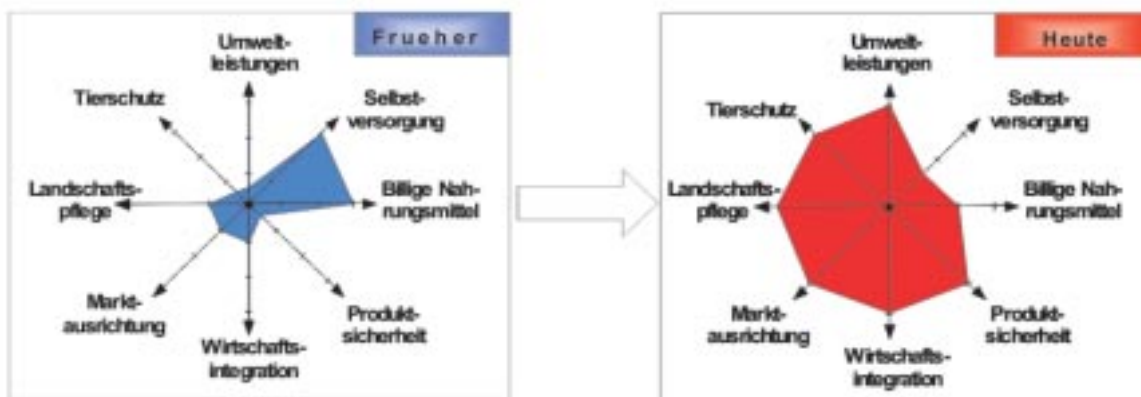 Frueher
Umwelt-
leistungen
Tierschutz
Selbst-
versorgung
Landschafts-
pflege
Billige Nah-
rungsmittel
Markt-
ausrichtung
Produkt-
sicherheit
Wirtschafts-
integration
Heute
Umwelt-
leistungen
Tierschutz
Selbst-
versorgung
Landschafts-
pflege
Billige Nah-
rungsmittel
Markt-
ausrichtung
Produkt-
sicherheit
Wirtschafts-
integration